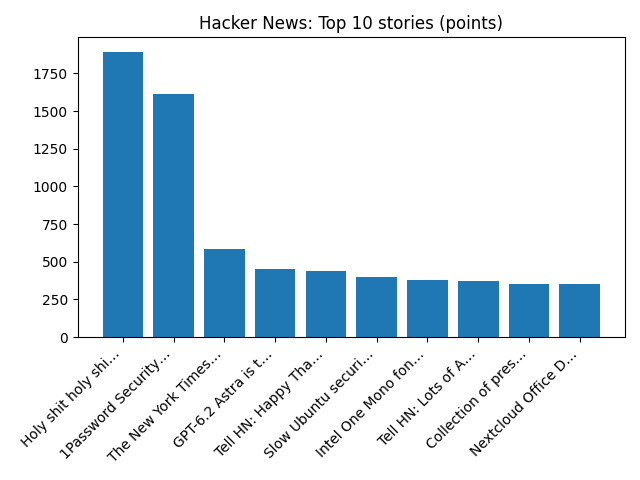 Hacker News: Top 10 stories (points)
1750
1500
1250
1000
750
500
250
0
Holy shit holy shi...
1Password Security...
The New York Times...
GPT-6.2 Astra is t...
Tell HN: Happy Tha...
Slow Ubuntu securi...
Intel One Mono fon...
Tell HN: Lots of A...
Collection of pres...
Nextcloud Office D...